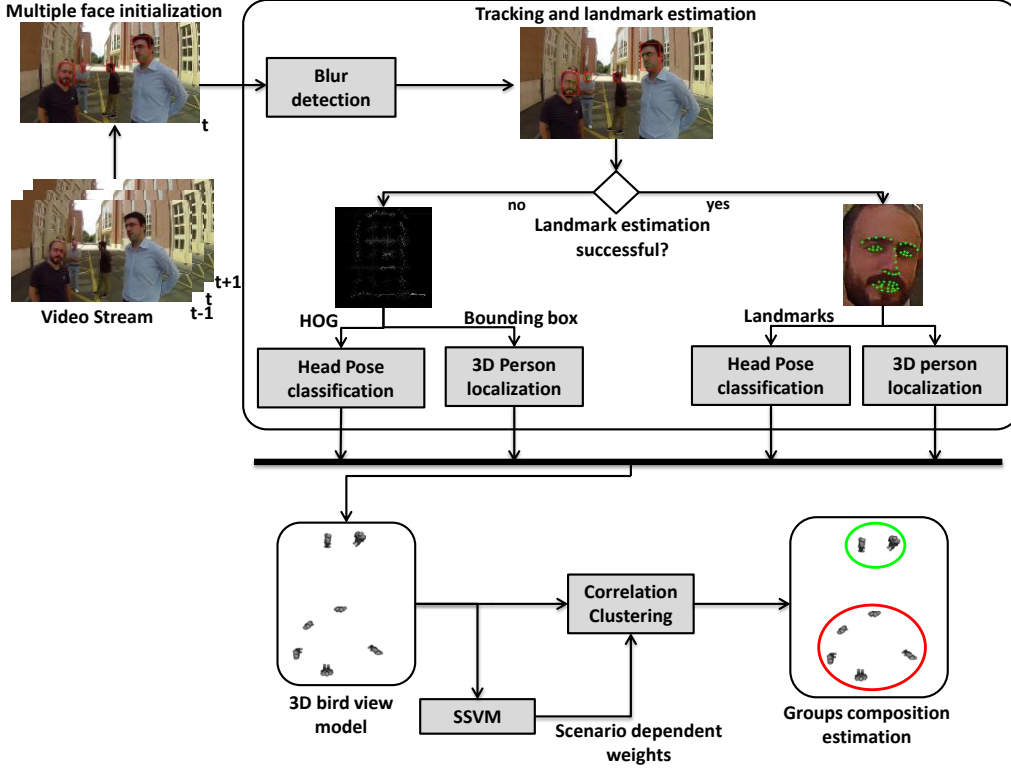 Multiple face initialization
Tracking and landmark estimation
Blur
detection
t
no
yes
Landmark estimation
successful?
t+1
t
t-1
Video Stream
HOG
Bounding box
Landmarks
Head Pose
classification
3D Person
localization
Head Pose
classification
3D person
localization
Correlation
Clustering
3D bird view
model
SSVM
Scenario dependent
weights
Groups composition
estimation